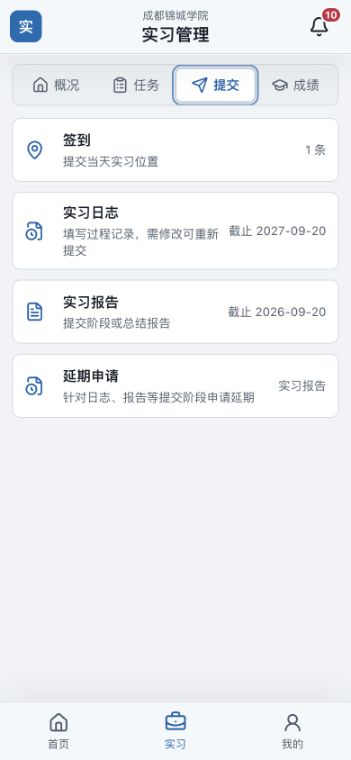 实
成都锦城学院
实习管理
10
概况
任务
提交
成绩
签到
提交当天实习位置
1 条
实习日志
填写过程记录，需修改可重新
提交
截止 2027-09-20
实习报告
提交阶段或总结报告
截止 2026-09-20
延期申请
针对日志、报告等提交阶段申请延期
实习报告
首页
实习
我的